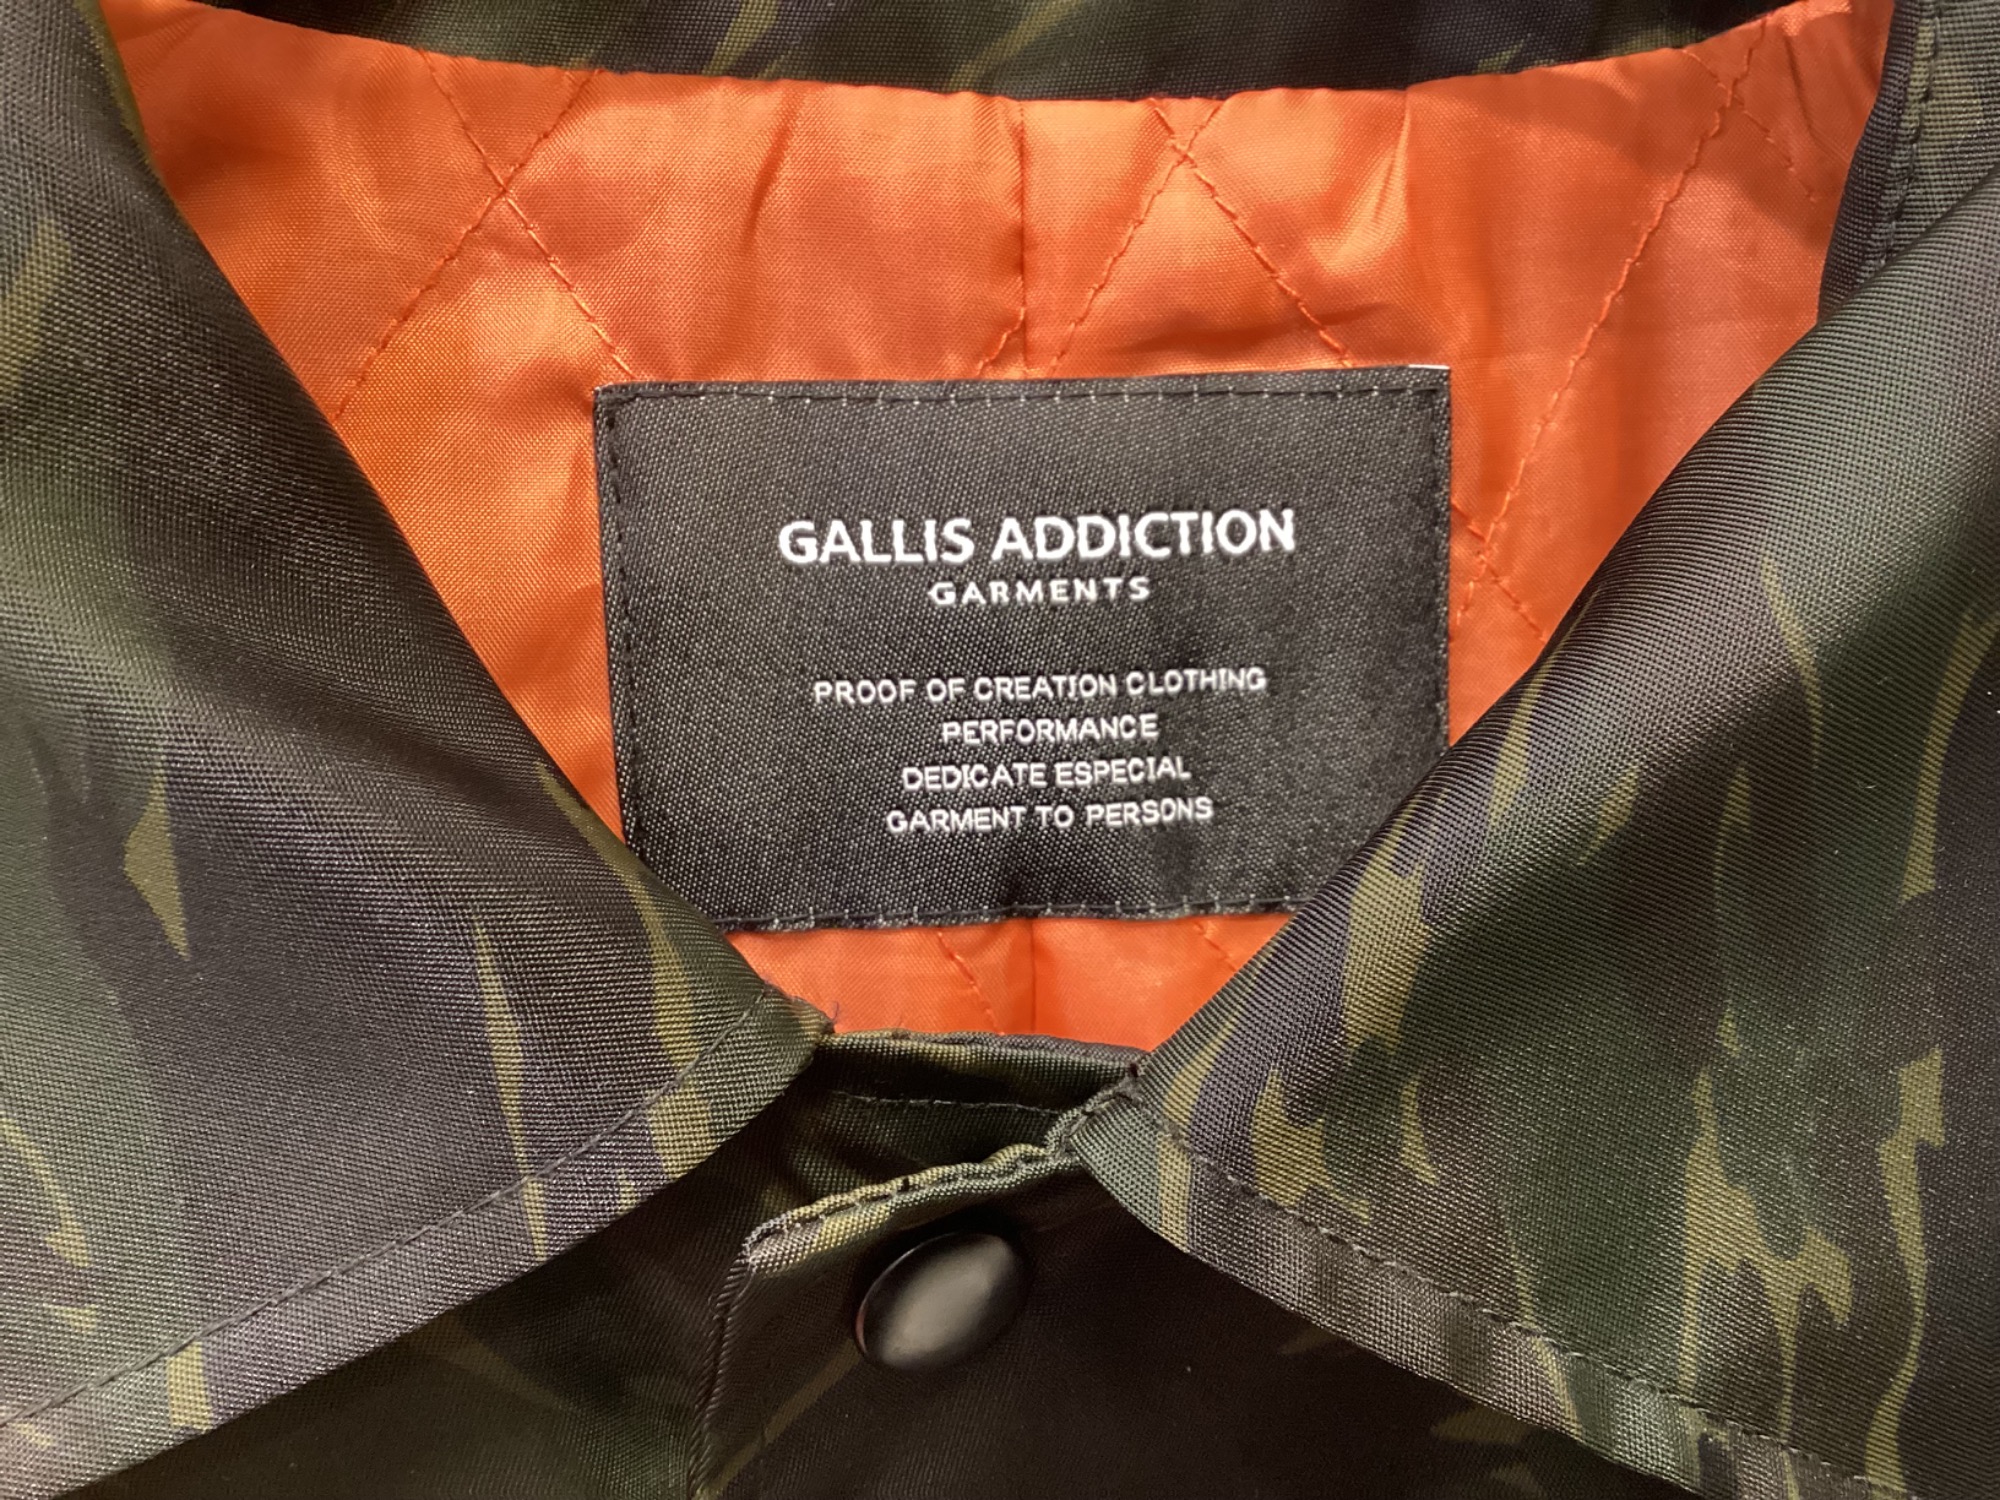 GALLIS ADDICTION
GARMENTS
PROOF OF CREATION CLOTHING
PERFORMANCE
DEDICATE ESPECIAL
GARMENT TO PERSONS